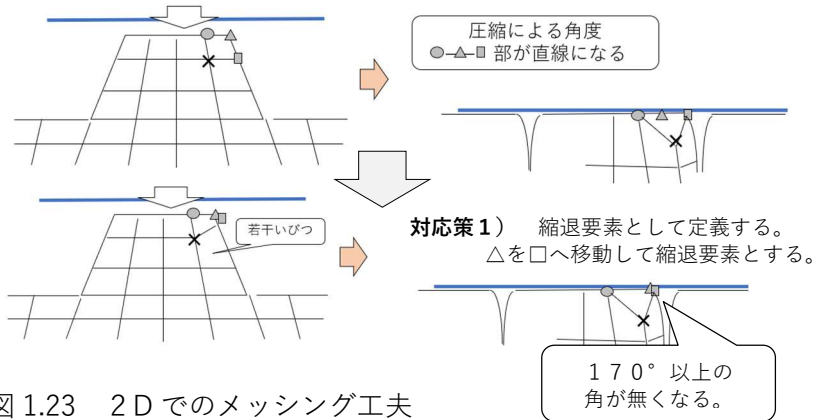 圧縮による角度
●-▲-■ 部が直線になる
若干いびつ
対応策１）　縮退要素として定義する。
△を□へ移動して縮退要素とする。
１７０°以上の
角が無くなる。
図 1.23　２D でのメッシング工夫